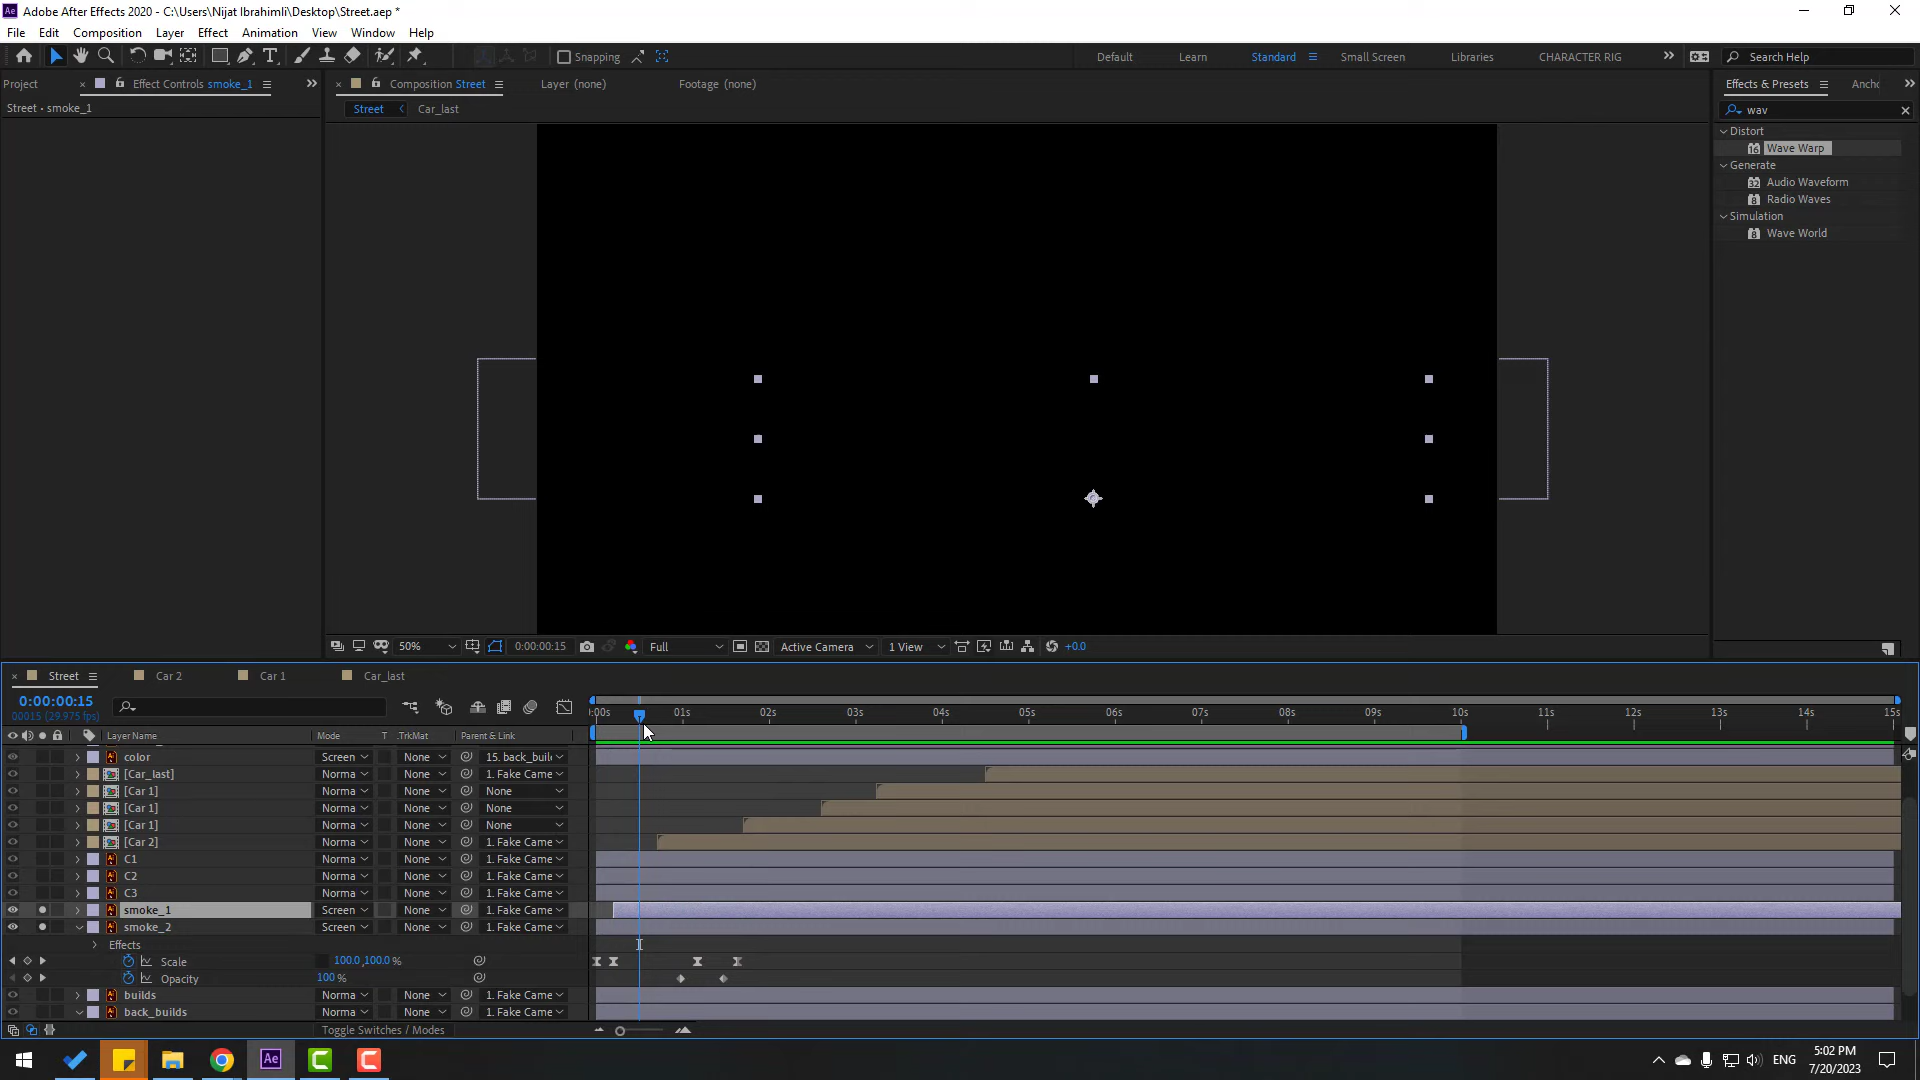 Adobe After Effects 2020 - C:\Users\Nijat Ibrahimli\Desktop\Street.aep *
File Edit Composition Layer Effect Animation View Window Help
Snapping Default Learn Standard Small Screen Libraries CHARACTER RIG Search Help
Project Effect Controls smoke_1 Composition Street Layer (none) Footage (none) Effects & Presets
Street • smoke_1 Street Car_last wav
Distort
Wave Warp
Generate
Audio Waveform
Radio Waves
Simulation
Wave World
50% 0:00:00:15 Full Active Camera 1 View +0.0
Street Car 2 Car 1 Car_last
0:00:00:15
00015 (29.975 fps)
:00s 01s 02s 03s 04s 05s 06s 07s 08s 09s 10s 11s 12s 13s 14s 15s
Layer Name Mode T .TrkMat Parent & Link
color Screen None 15. back_buil
[Car_last] Norma None 1. Fake Came
[Car 1] Norma None None
[Car 1] Norma None None
[Car 1] Norma None None
[Car 2] Norma None 1. Fake Came
C1 Norma None 1. Fake Came
C2 Norma None 1. Fake Came
C3 Norma None 1. Fake Came
smoke_1 Screen None 1. Fake Came
smoke_2 Screen None 1. Fake Came
Effects
Scale 100.0,100.0 %
Opacity 100 %
builds Norma None 1. Fake Came
back_builds Norma None 1. Fake Came
Toggle Switches / Modes
Ae ENG 5:02 PM
7/20/2023